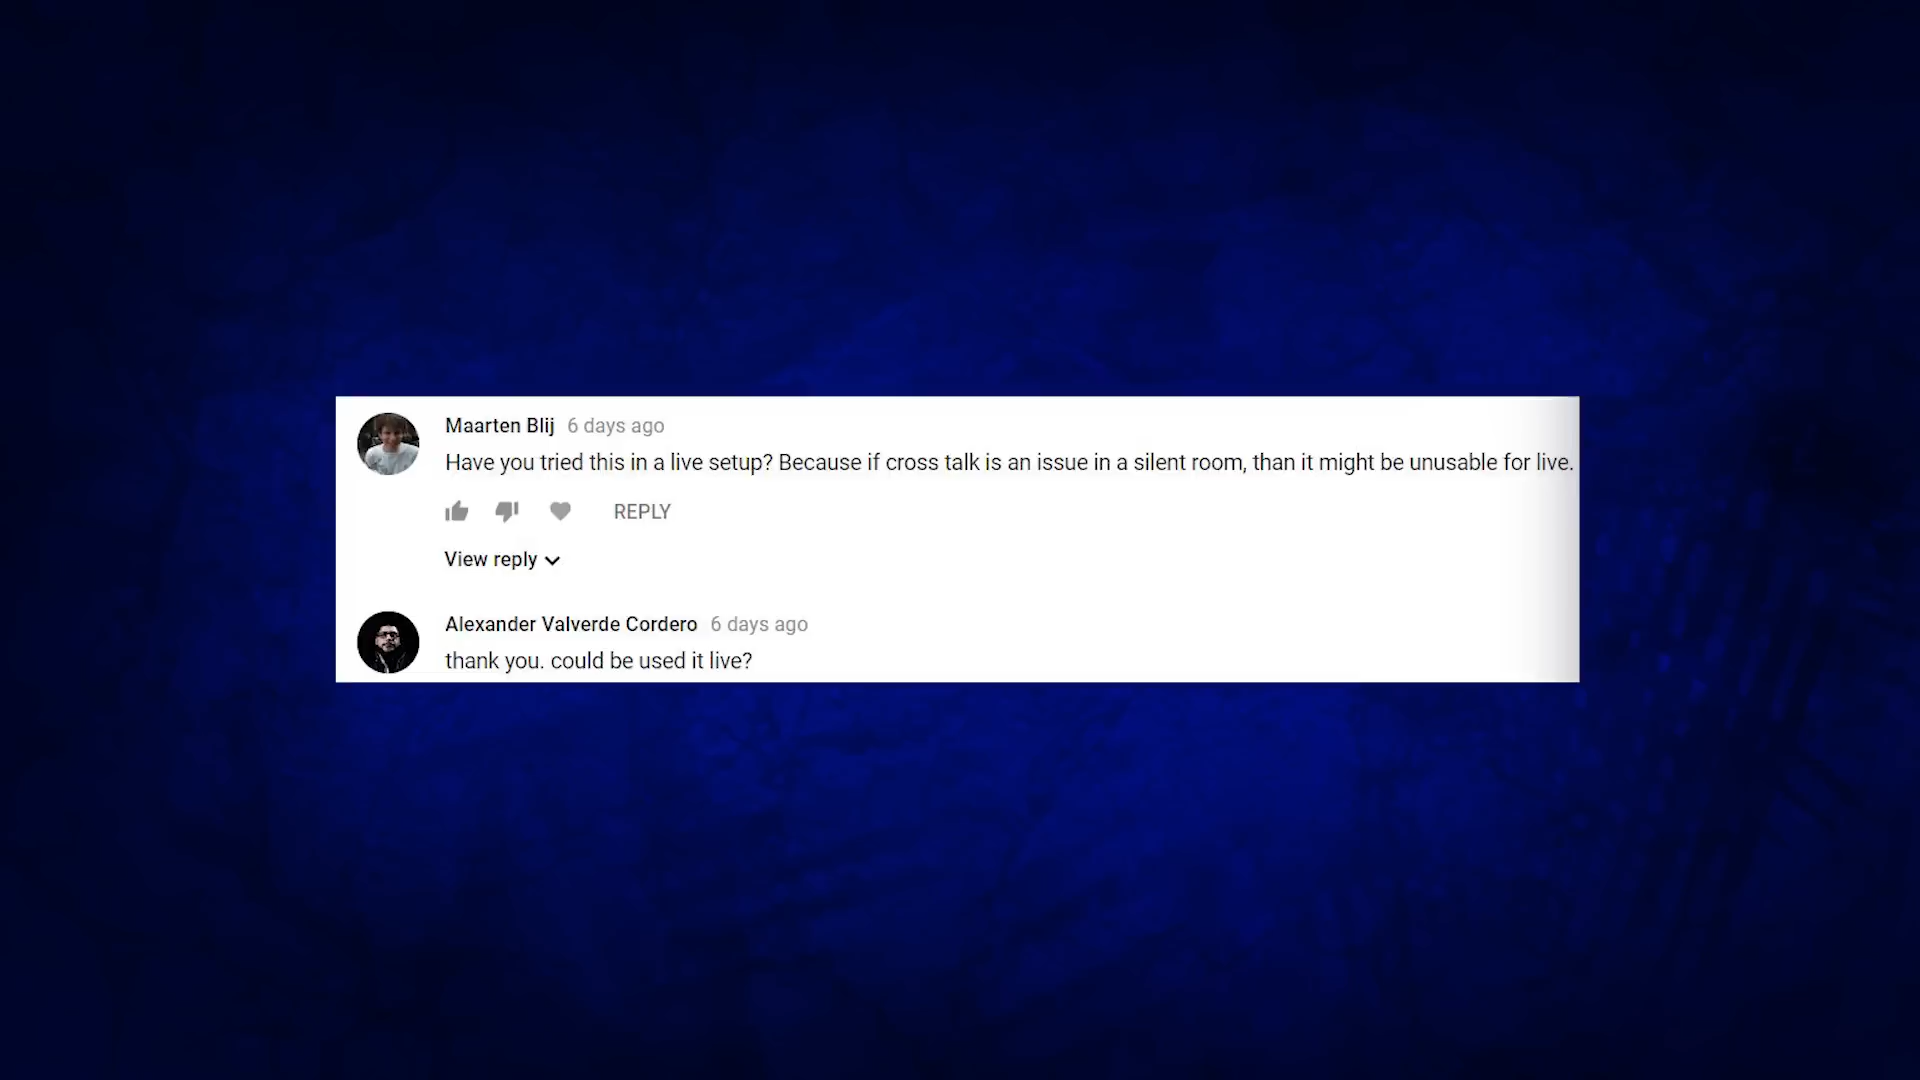 Maarten Blij 6 days ago
Have you tried this in a live setup? Because if cross talk is an issue in a silent room, than it might be unusable for live.
REPLY
View reply
Alexander Valverde Cordero 6 days ago
thank you. could be used it live?